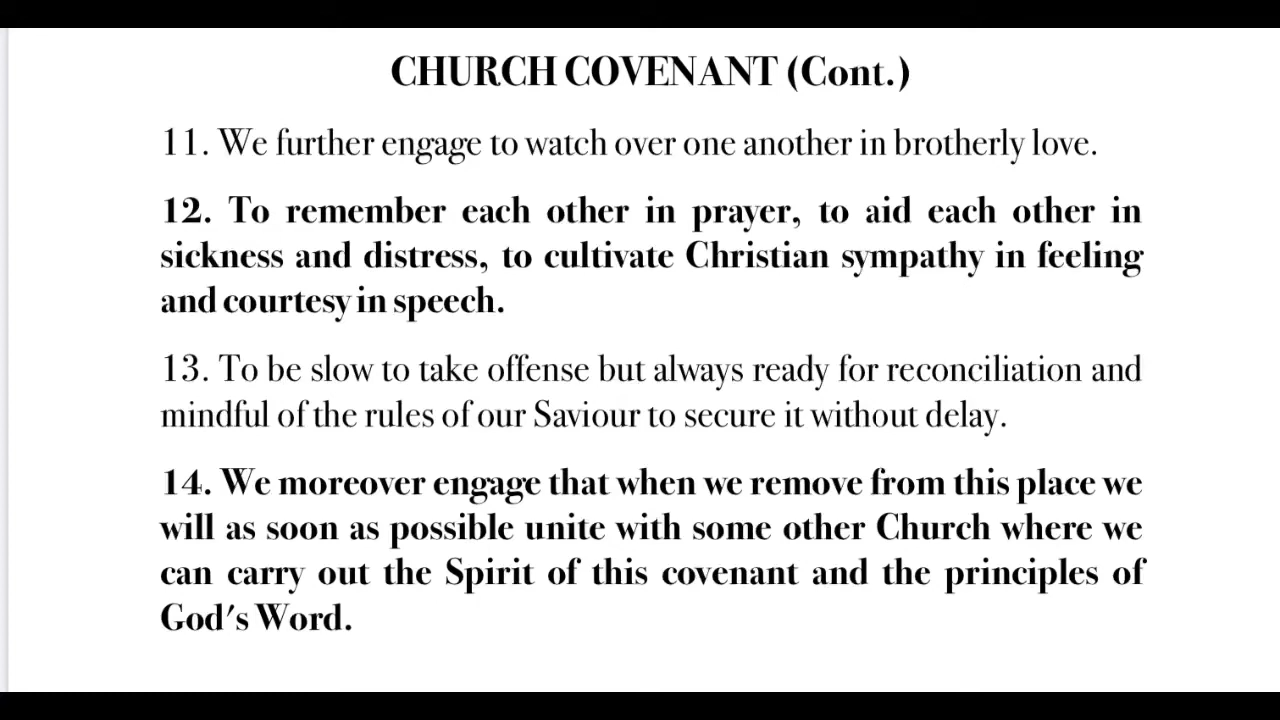 CHURCH COVENANT (Cont.)
11. We further engage to watch over one another in brotherly love.
12. To remember each other in prayer, to aid each other in
sickness and distress, to cultivate Christian sympathy in feeling
and courtesy in speech.
13. To be slow to take offense but always ready for reconciliation and
mindful of the rules of our Saviour to secure it without delay.
14. We moreover engage that when we remove from this place we
will as soon as possible unite with some other Church where we
can carry out the Spirit of this covenant and the principles of
God's Word.